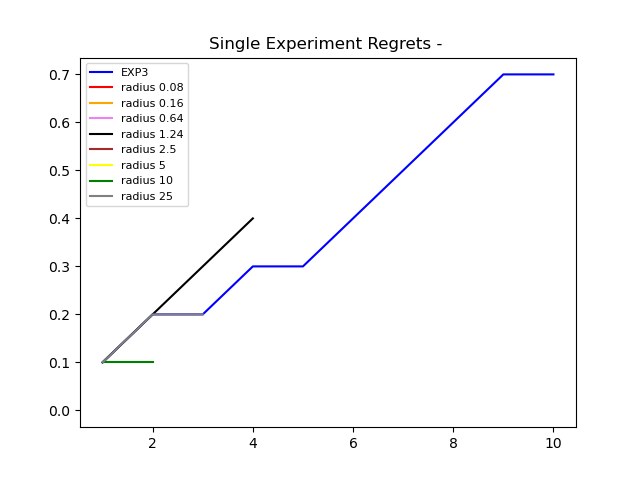 Single Experiment Regrets -
EXP3
radius 0.08
radius 0.16
radius 0.64
radius 1.24
radius 2.5
radius 5
radius 10
radius 25
0.7
0.6
0.5
0.4
0.3
0.2
0.1
0.0
2 4 6 8 10